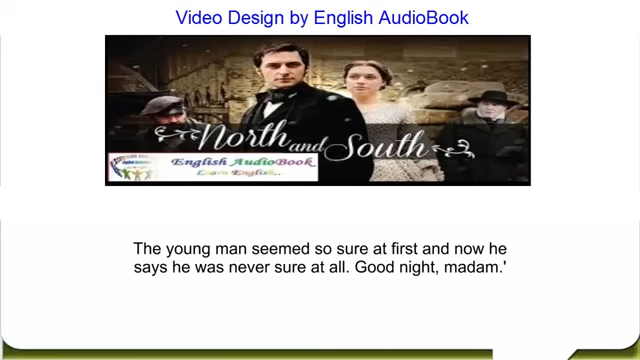 Video Design by English AudioBook
North and South
English AudioBook
Learn English...
The young man seemed so sure at first and now he
says he was never sure at all. Good night, madam.'